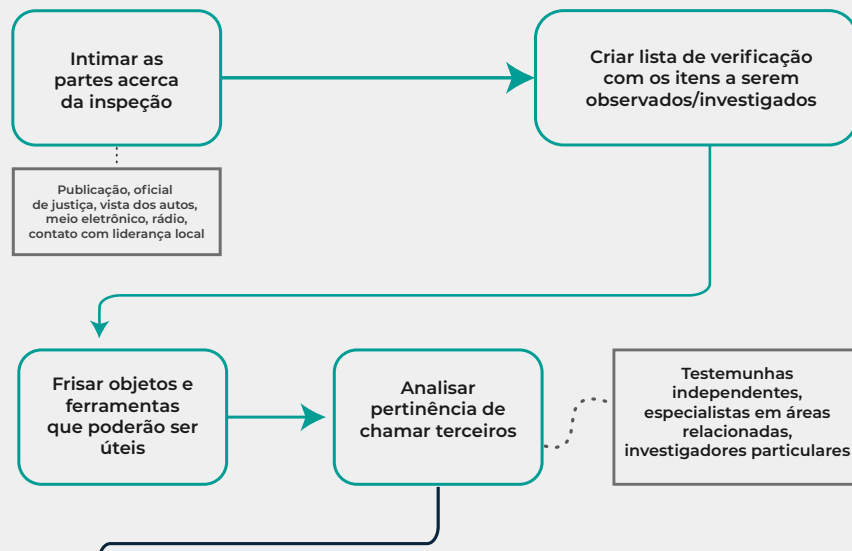 Intimar as
partes acerca
da inspeção
Criar lista de verificação
com os itens a serem
observados/investigados
Publicação, oficial
de justiça, vista dos autos,
meio eletrônico, rádio,
contato com liderança local
Frisar objetos e
ferramentas
que poderão ser
úteis
Analisar
pertinência de
chamar terceiros
Testemunhas
independentes,
especialistas em áreas
relacionadas,
investigadores particulares